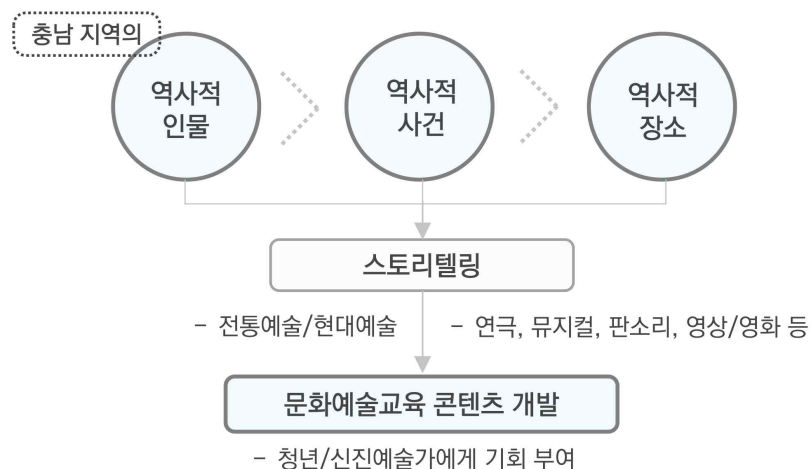 충남 지역의
역사적
인물
역사적
사건
역사적
장소
스토리텔링
- 전통예술/현대예술
- 연극, 뮤지컬, 판소리, 영상/영화 등
문화예술교육 콘텐츠 개발
- 청년/신진예술가에게 기회 부여